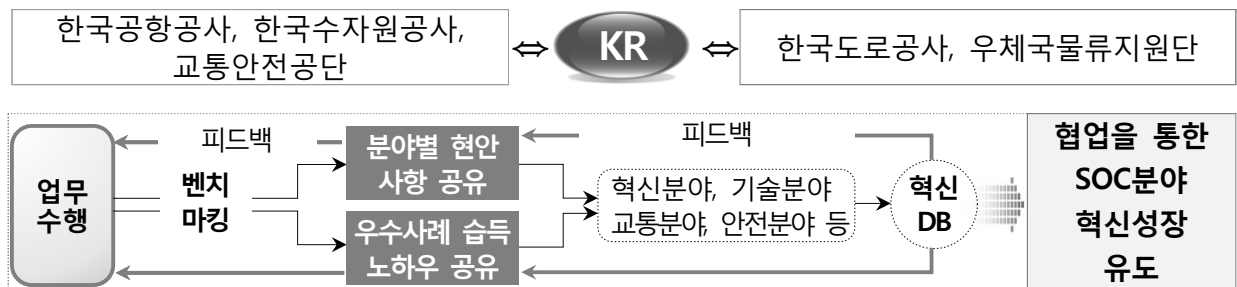 한국공항공사, 한국수자원공사,
교통안전공단
⇔ KR ⇔
한국도로공사, 우체국물류지원단
업무
수행
피드백
벤치
마킹
분야별 현안
사항 공유
우수사례 습득
노하우 공유
피드백
혁신분야, 기술분야
교통분야, 안전분야 등
혁신
DB
협업을 통한
SOC분야
혁신성장
유도